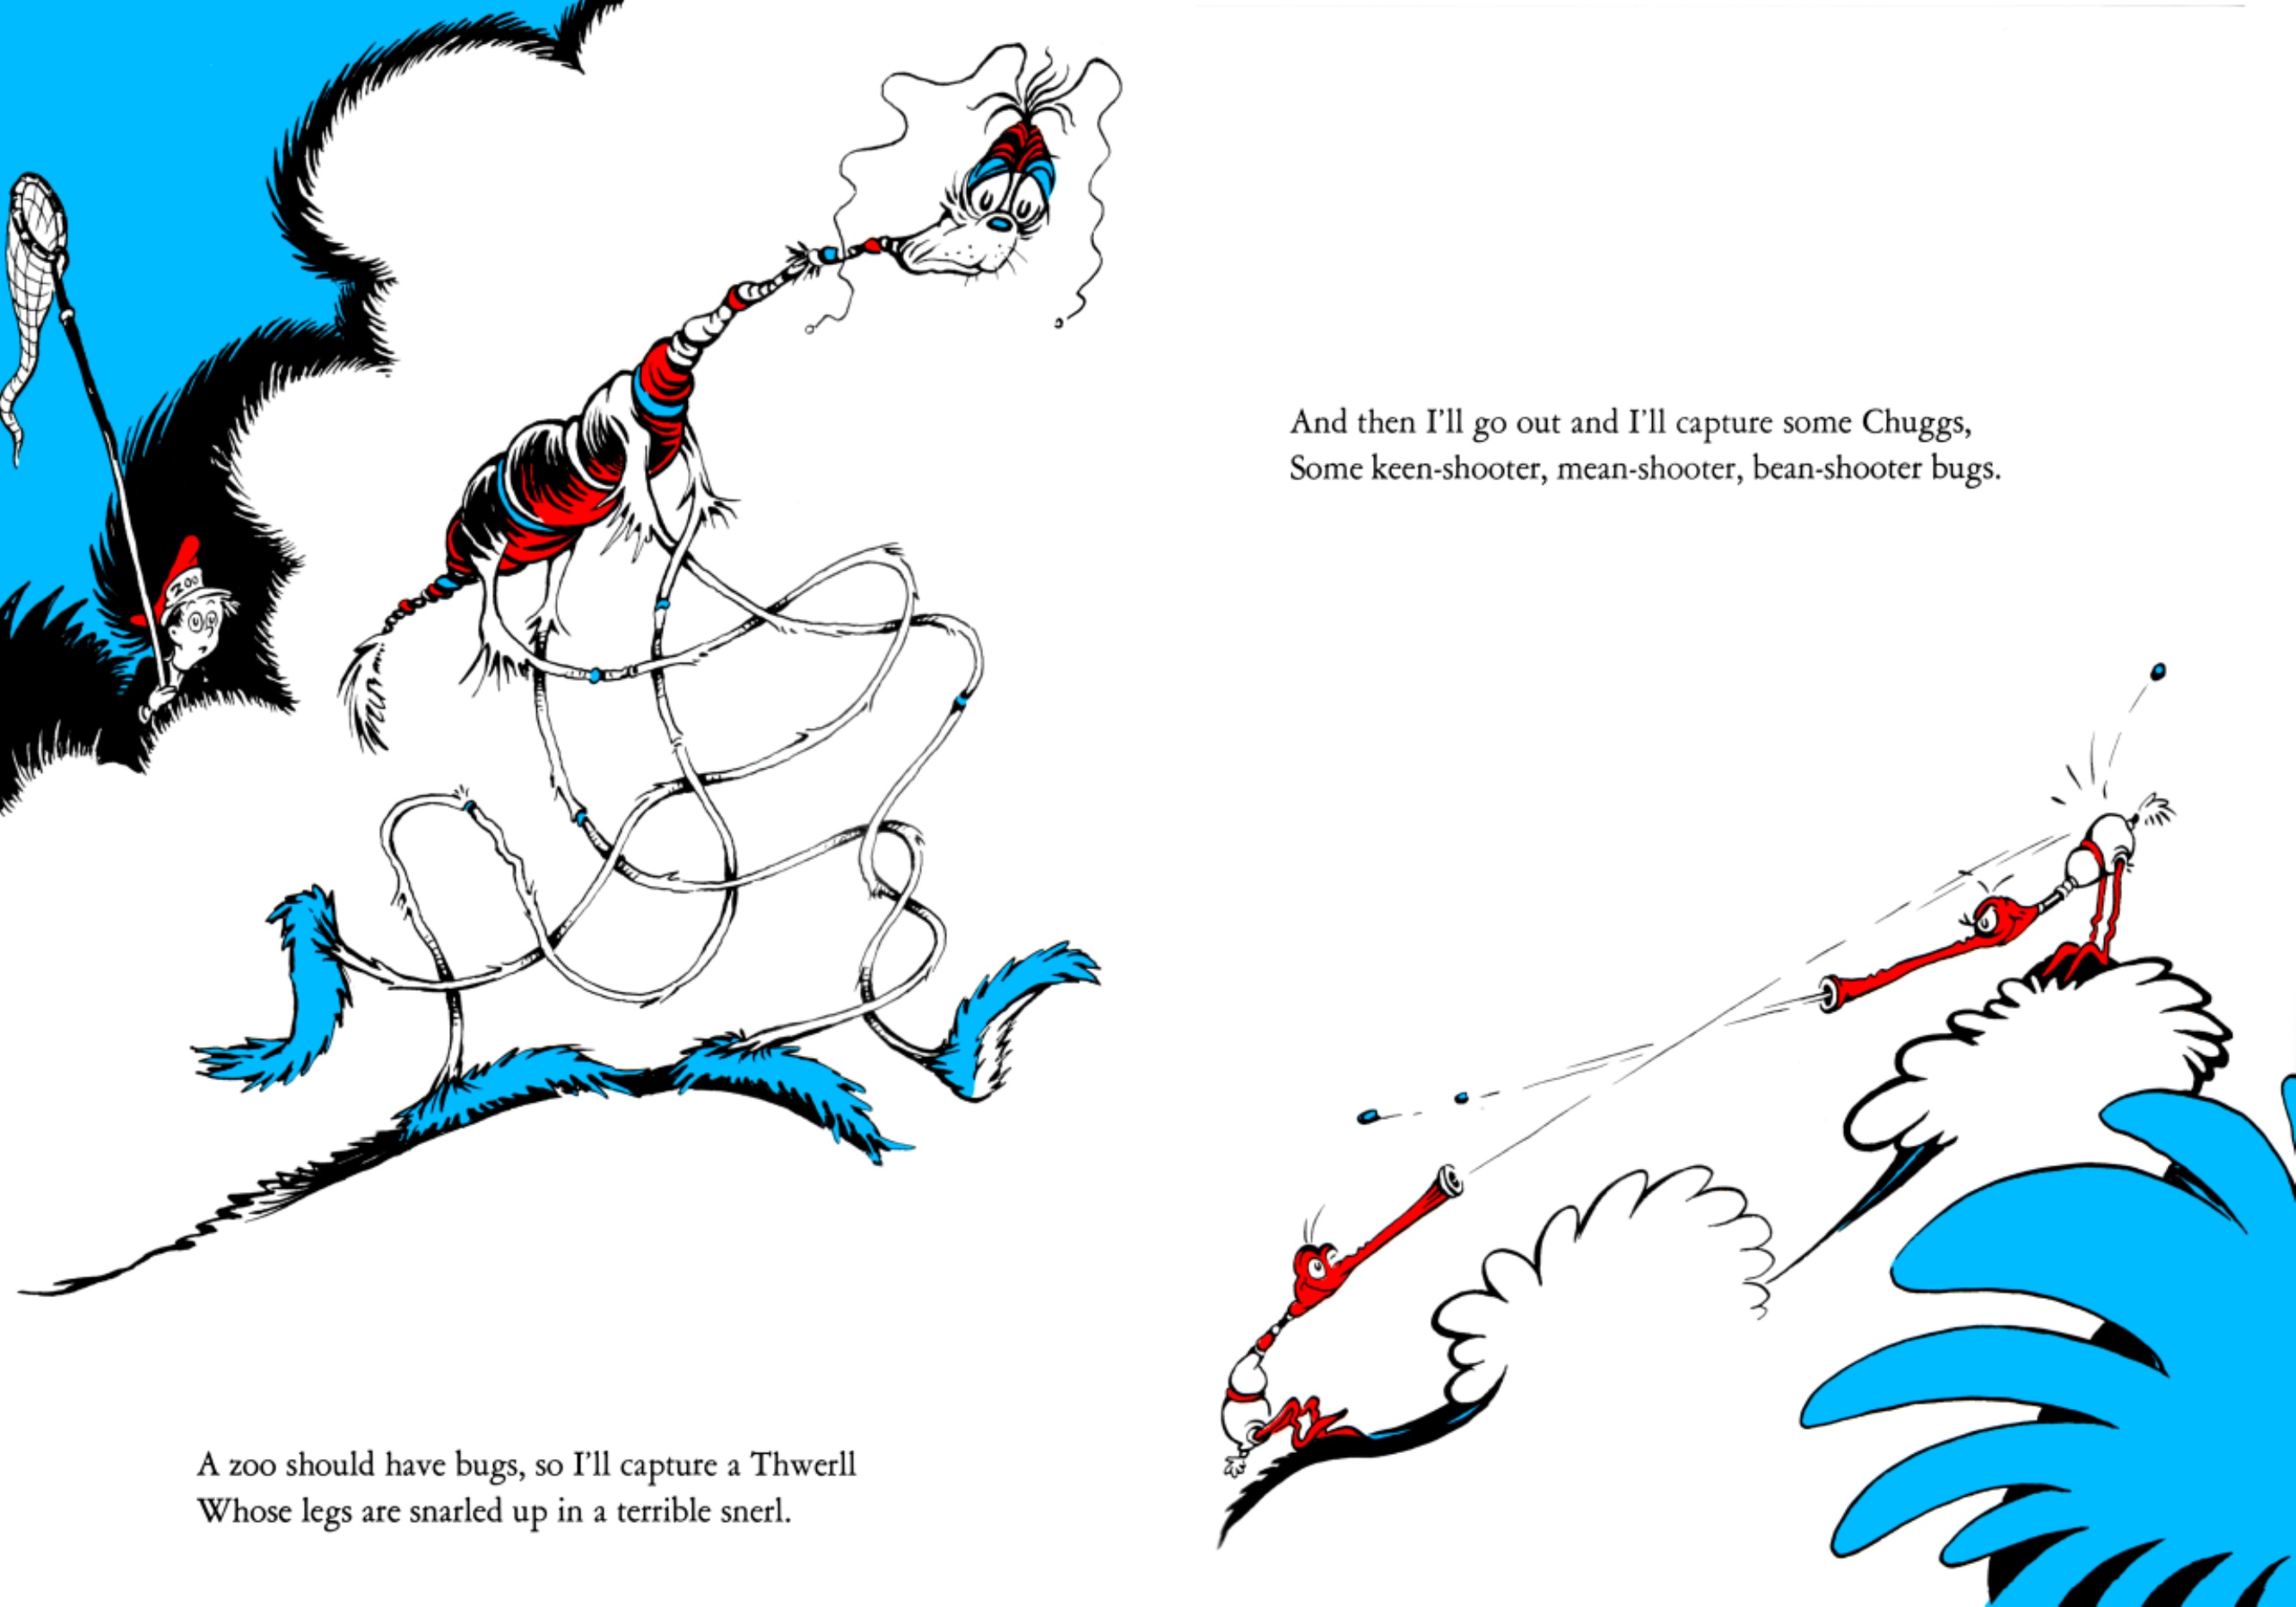 ZOO
A zoo should have bugs, so I'll capture a Thwerll
Whose legs are snarled up in a terrible snerl.
And then I'll go out and I'll capture some Chuggs,
Some keen-shooter, mean-shooter, bean-shooter bugs.